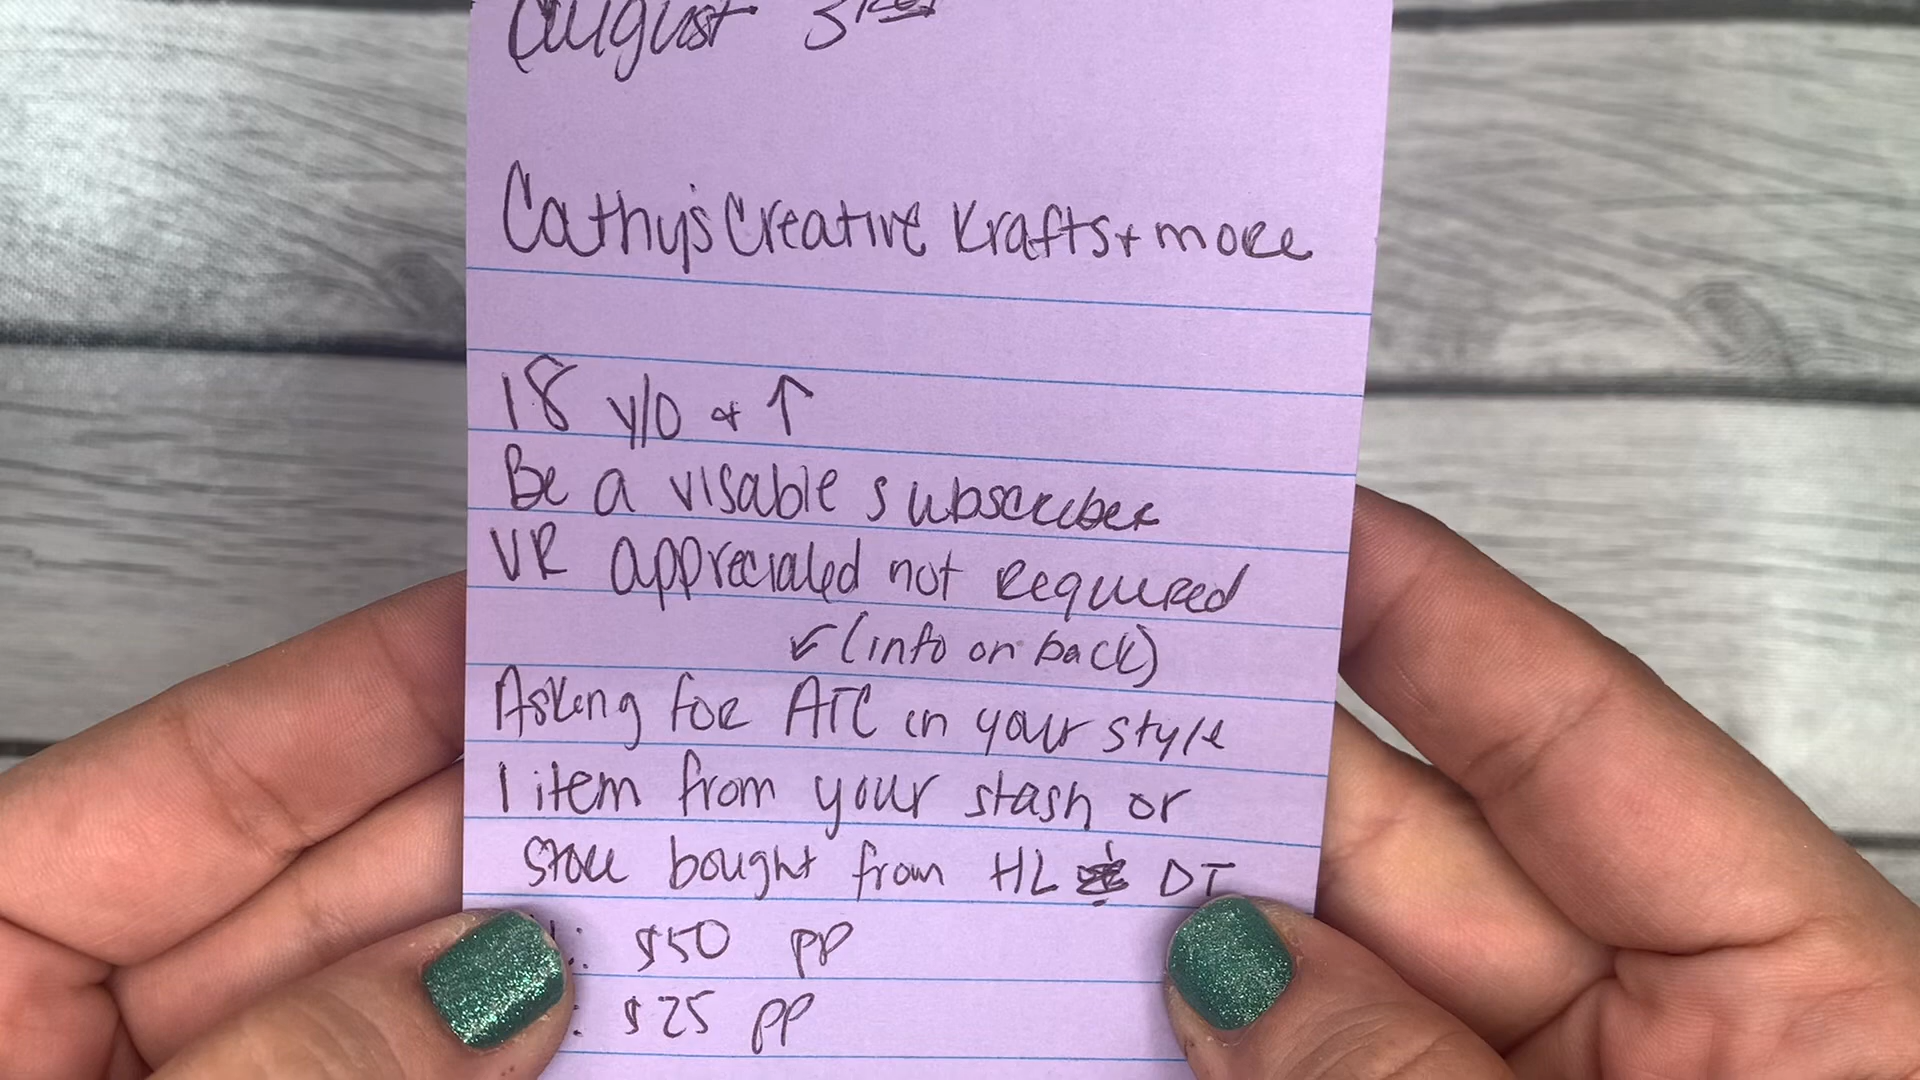 August 3rd
Cathy's Creative Krafts + more
18 y/o + ↑
Be a visable subscriber
VR appreciated not required
↙ (info on back)
Asking for ATC in your style
1 item from your stash or
store bought from HL DT
: $50 pp
: $25 pp